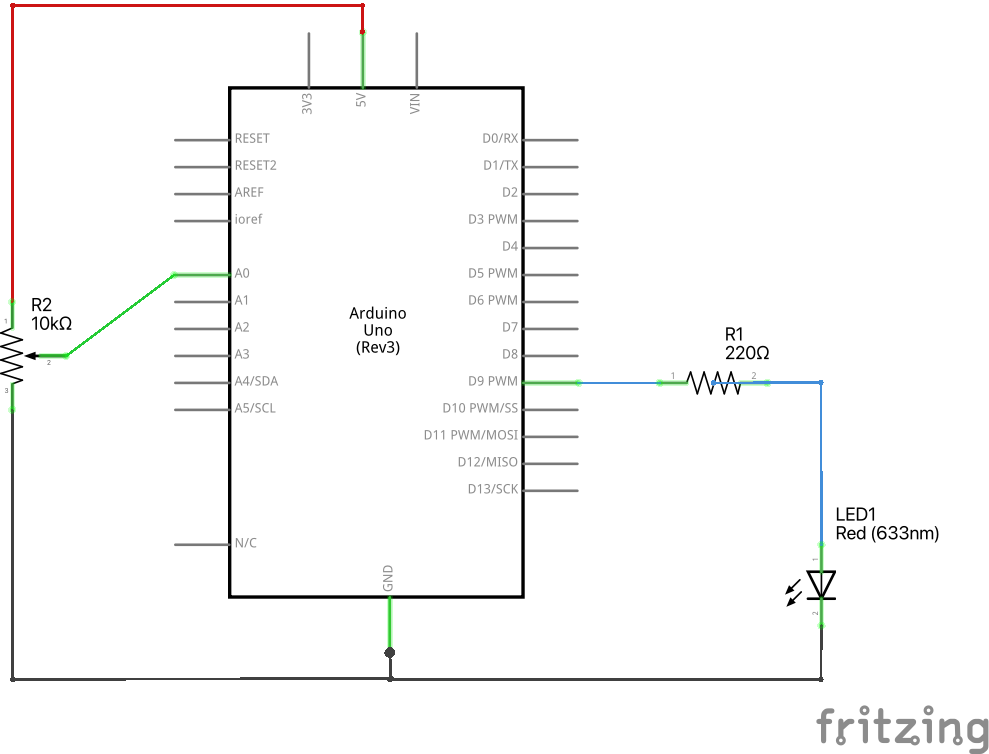 3V3
5V
VIN
RESET
RESET2
AREF
ioref
A0
A1
A2
A3
A4/SDA
A5/SCL
N/C
D0/RX
D1/TX
D2
D3 PWM
D4
D5 PWM
D6 PWM
D7
D8
D9 PWM
D10 PWM/SS
D11 PWM/MOSI
D12/MISO
D13/SCK
GND
Arduino
Uno
(Rev3)
R2
10kΩ
1
2
3
R1
220Ω
1
2
LED1
Red (633nm)
1
2
fritzing